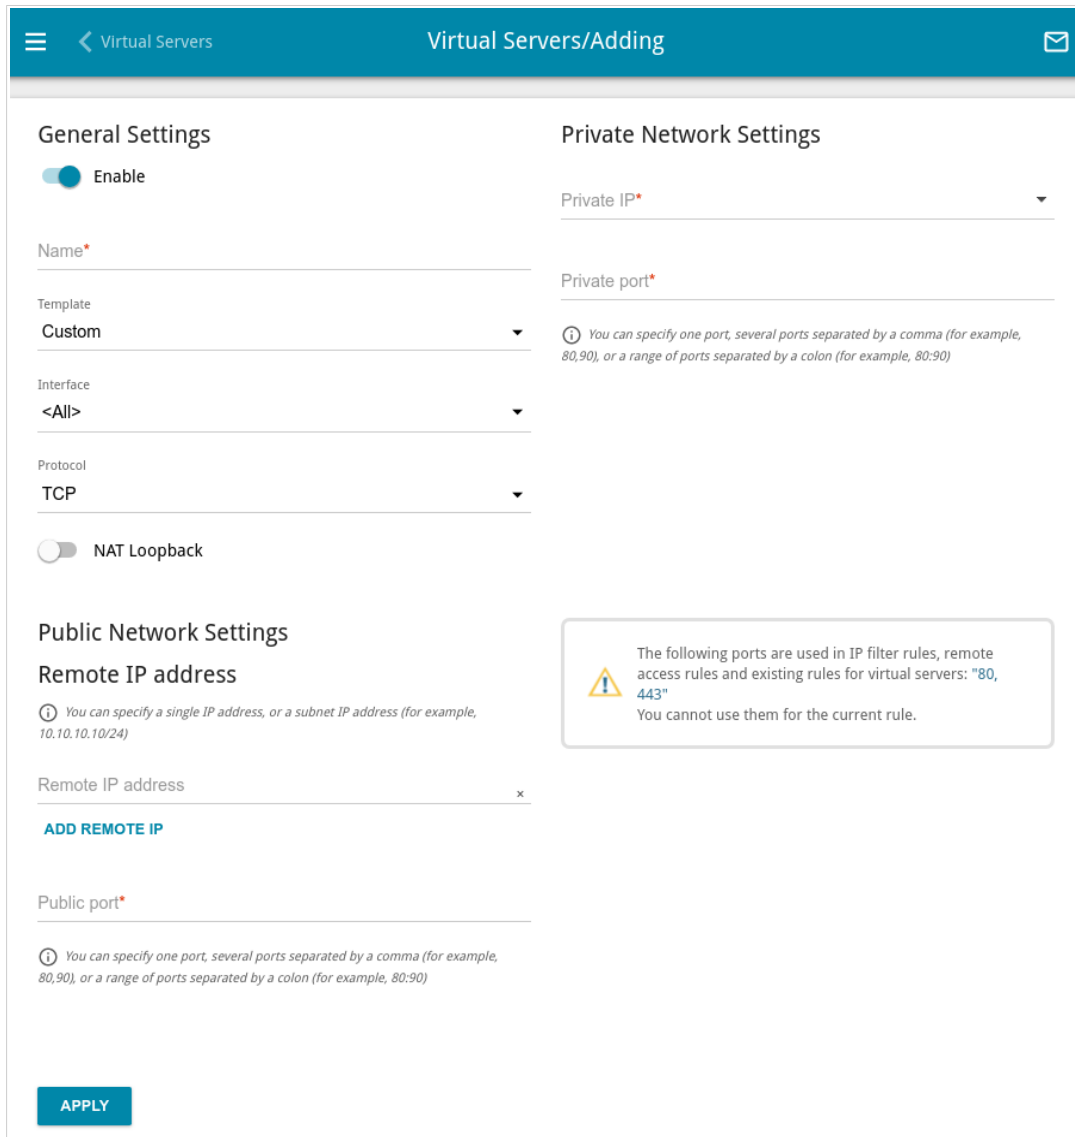 Virtual Servers
Virtual Servers/Adding
General Settings
Enable
Name*
Template
Custom
Interface
<All>
Protocol
TCP
NAT Loopback
Private Network Settings
Private IP*
Private port*
You can specify one port, several ports separated by a comma (for example,
80,90), or a range of ports separated by a colon (for example, 80:90)
Public Network Settings
Remote IP address
You can specify a single IP address, or a subnet IP address (for example,
10.10.10.10/24)
Remote IP address
×
ADD REMOTE IP
Public port*
You can specify one port, several ports separated by a comma (for example,
80,90), or a range of ports separated by a colon (for example, 80:90)
The following ports are used in IP filter rules, remote
access rules and existing rules for virtual servers: "80,
443"
You cannot use them for the current rule.
APPLY